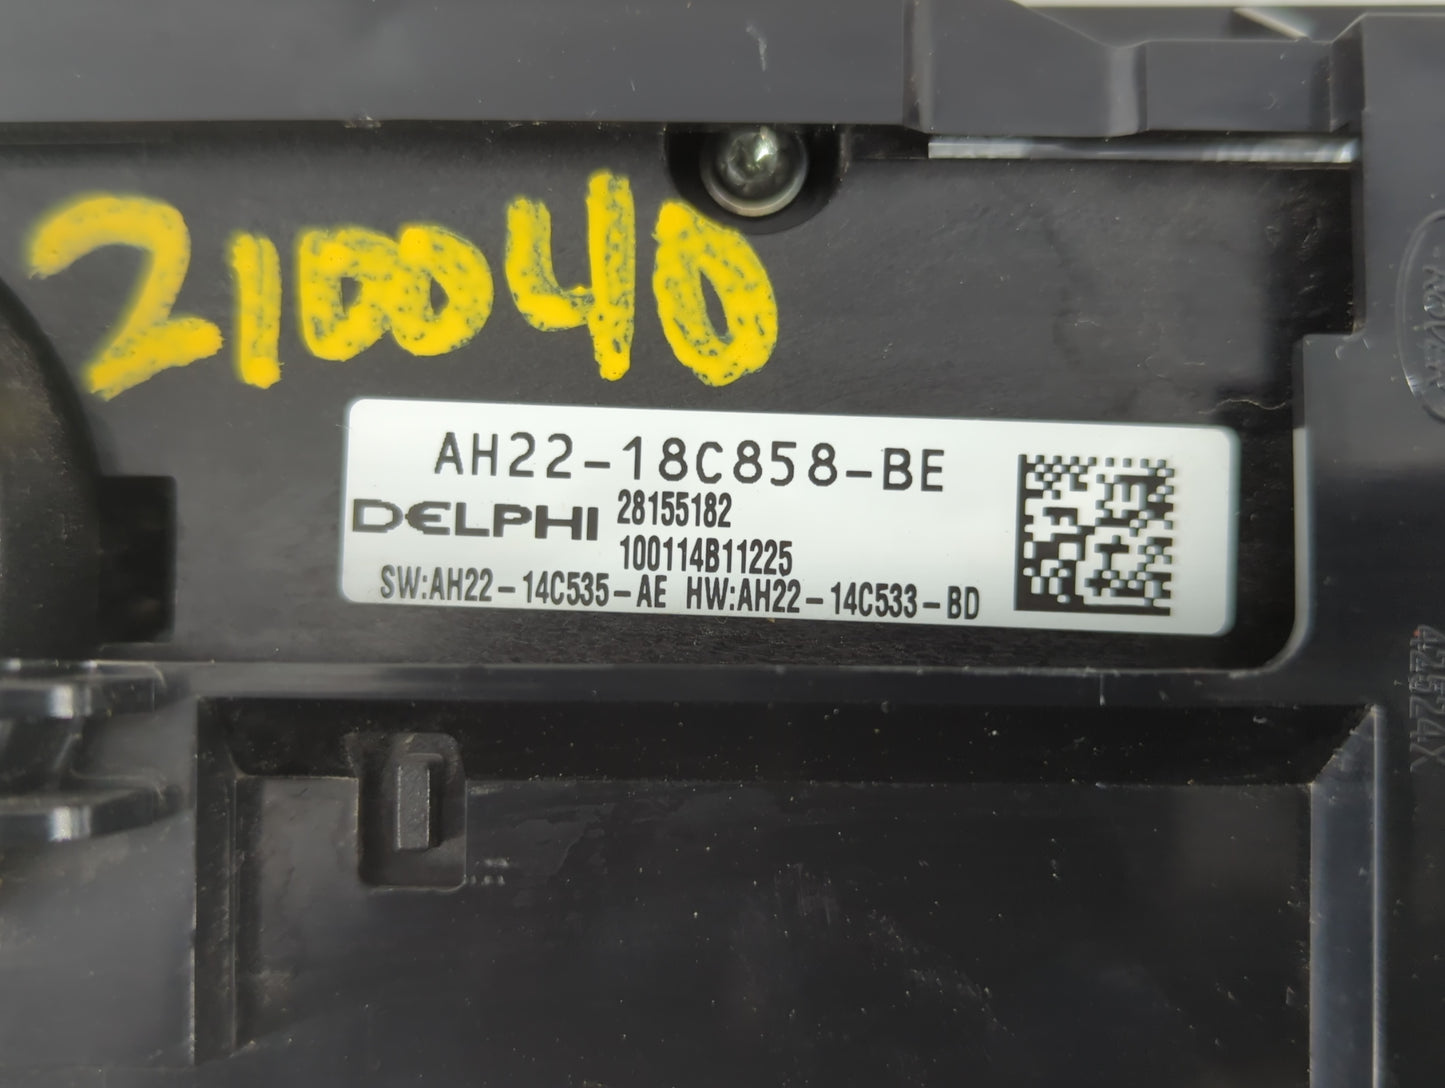 210040
AH22-18C858-BE
DELPHI 28155182
100114B11225
SW:AH22-14C535-AE HW:AH22-14C533-BD